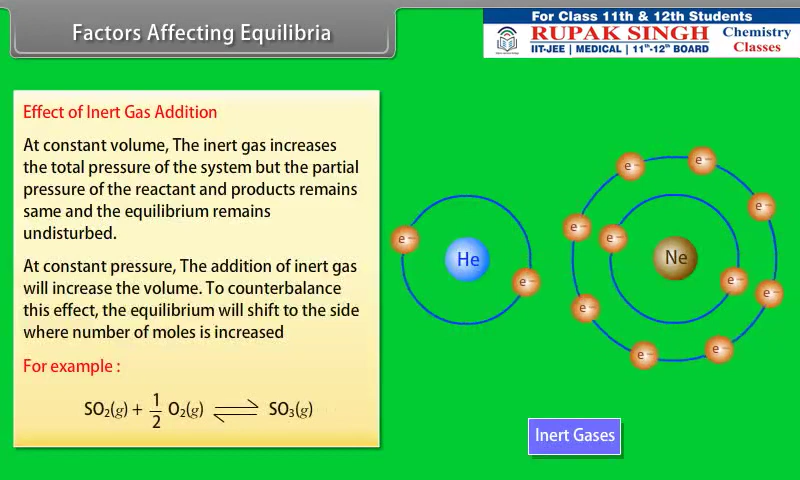 Factors Affecting Equilibria
For Class 11th & 12th Students
RUPAK SINGH
IIT-JEE | MEDICAL | 11th-12th BOARD
Chemistry
Classes
Effect of Inert Gas Addition
At constant volume, The inert gas increases
the total pressure of the system but the partial
pressure of the reactant and products remains
same and the equilibrium remains
undisturbed.
At constant pressure, The addition of inert gas
will increase the volume. To counterbalance
this effect, the equilibrium will shift to the side
where number of moles is increased
For example :
SO₂(g) + 1/2 O₂(g) ⇌ SO₃(g)
e−
He
e−
e−
e−
e−
e−
e−
Ne
e−
e−
e−
e−
e−
Inert Gases